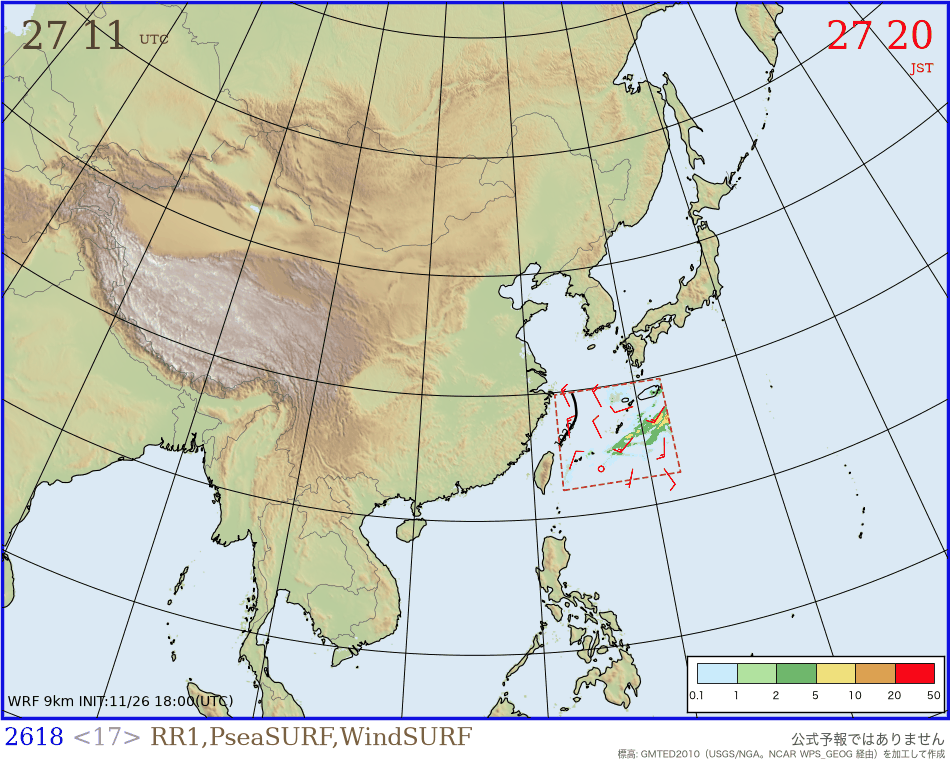 27 11 UTC
27 20
JST
0.1 1 2 5 10 20 50
WRF 9km INIT:11/26 18:00(UTC)
2618 <17> RR1,PseaSURF,WindSURF
公式予報ではありません
標高: GMTED2010（USGS/NGA。NCAR WPS_GEOG 経由）を加工して作成